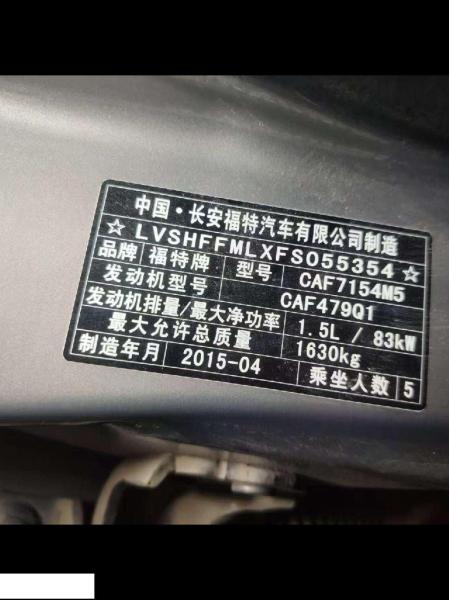 中国·长安福特汽车有限公司制造
☆LVSHFFMLXFS055354☆
品牌 福特牌 型号 CAF7154M5
发动机型号 CAF479Q1
发动机排量/最大净功率 1.5L / 83kW
最大允许总质量 1630kg
制造年月 2015-04 乘坐人数 5